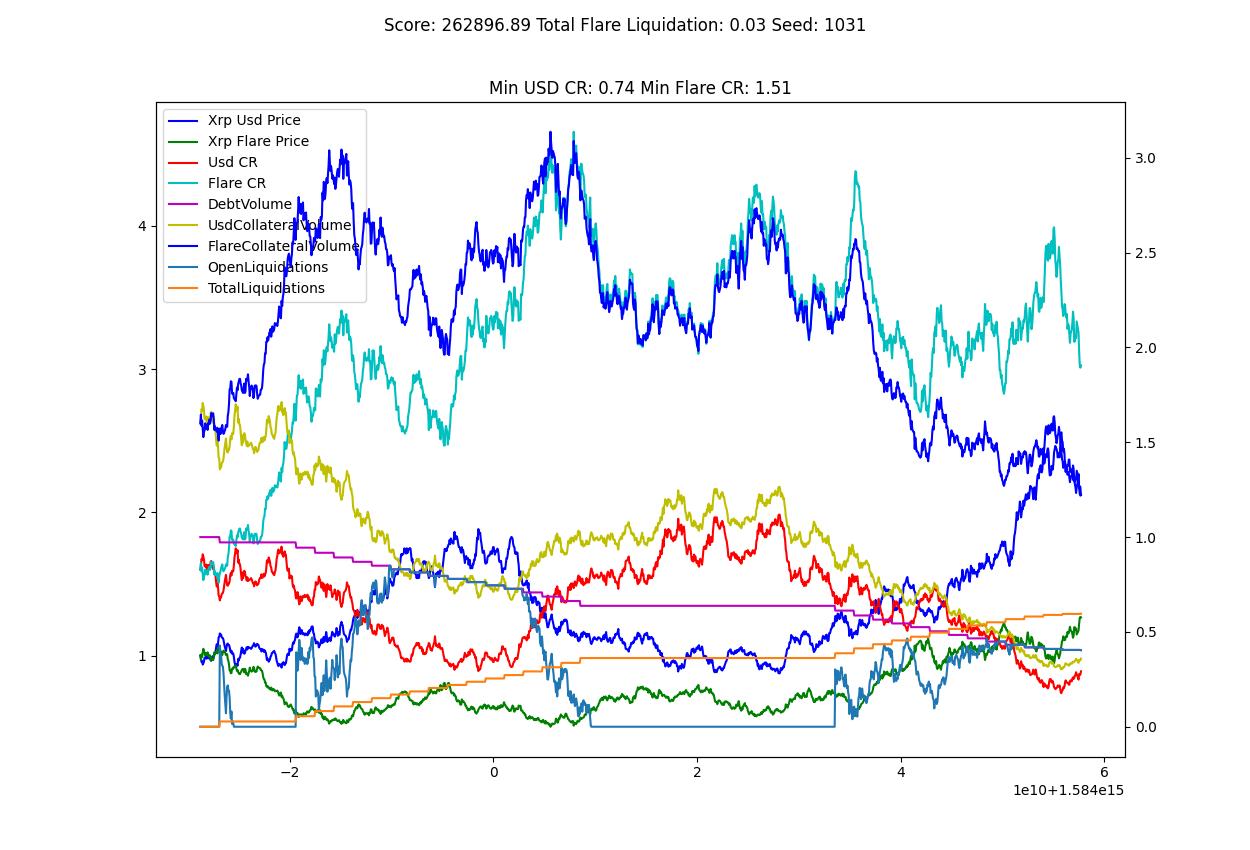 Score: 262896.89 Total Flare Liquidation: 0.03 Seed: 1031
Min USD CR: 0.74 Min Flare CR: 1.51
Xrp Usd Price
Xrp Flare Price
Usd CR
Flare CR
DebtVolume
UsdCollateralVolume
FlareCollateralVolume
OpenLiquidations
TotalLiquidations
4
3
2
1
3.0
2.5
2.0
1.5
1.0
0.5
0.0
−2
0
2
4
6
1e10+1.584e15